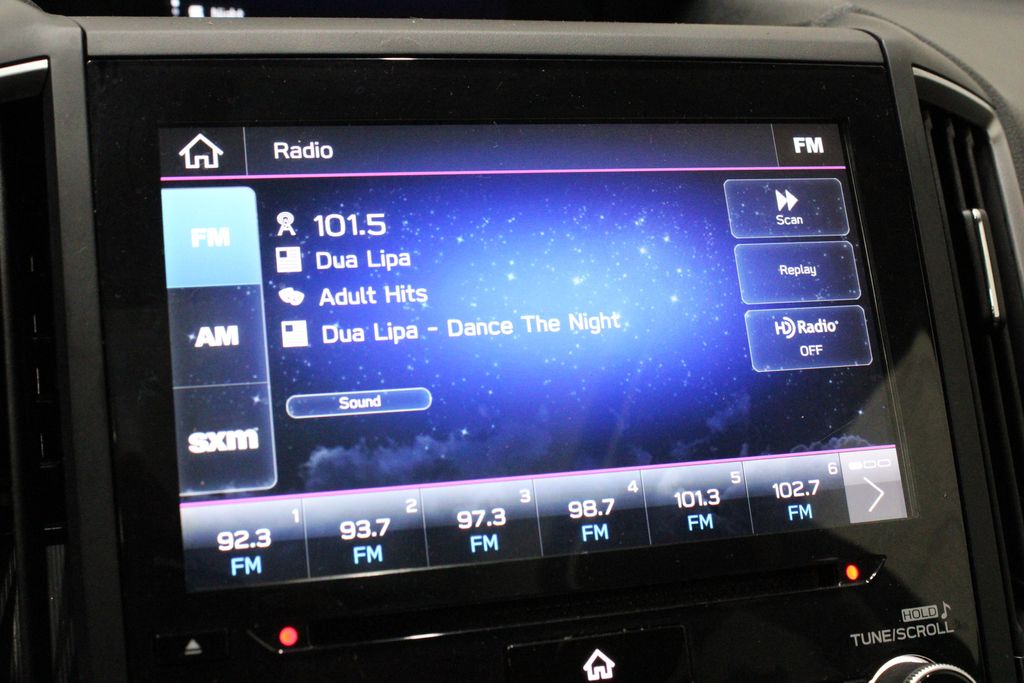 Night
Radio
FM
FM
AM
sxm
101.5
Dua Lipa
Adult Hits
Dua Lipa - Dance The Night
Sound
Scan
Replay
HD Radio®
OFF
1
92.3
FM
2
93.7
FM
3
97.3
FM
4
98.7
FM
5
101.3
FM
6
102.7
FM
HOLD
TUNE/SCROLL